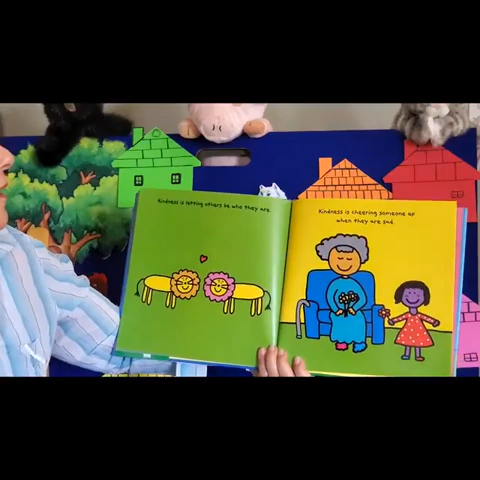 Kindness is letting others be who they are.
Kindness is cheering someone up
when they are sad.